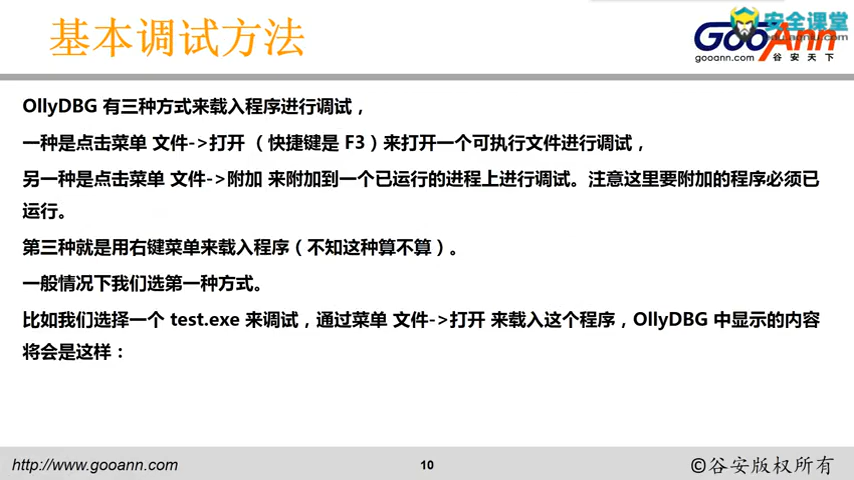 基本调试方法
安全课堂
edu.gniu.com
GooAnn
gooann.com 谷安天下
OllyDBG 有三种方式来载入程序进行调试，
一种是点击菜单 文件->打开 （快捷键是 F3）来打开一个可执行文件进行调试，
另一种是点击菜单 文件->附加 来附加到一个已运行的进程上进行调试。注意这里要附加的程序必须已
运行。
第三种就是用右键菜单来载入程序（不知这种算不算）。
一般情况下我们选第一种方式。
比如我们选择一个 test.exe 来调试，通过菜单 文件->打开 来载入这个程序，OllyDBG 中显示的内容
将会是这样：
http://www.gooann.com
10
©谷安版权所有